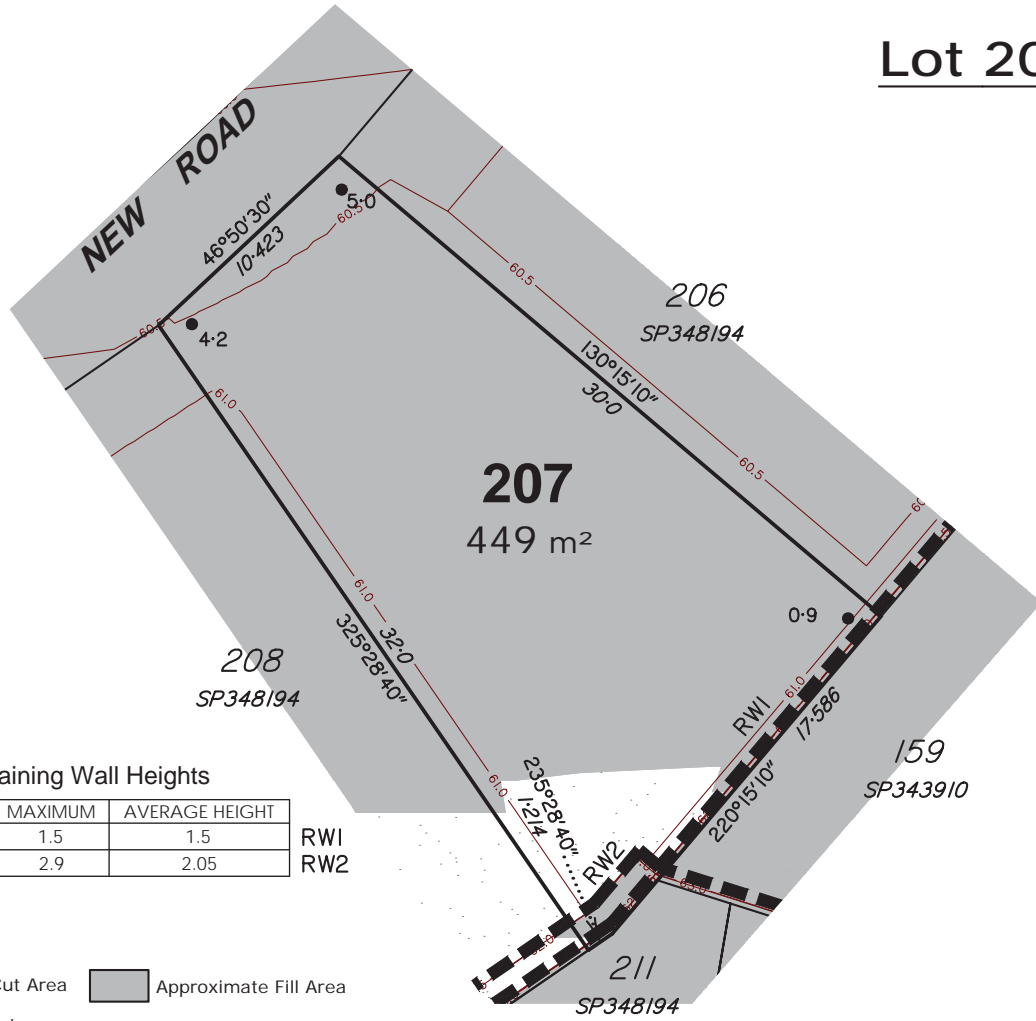 Lot 20
NEW ROAD
46°50'30"
10·423
5·0
60.5
60.5
4·2
60.5
206
SP348194
130°15'10"
30·0
61.0
60.5
60
207
449 m²
61.0
0·9
208
SP348194
32·0
325°28'40"
61.0
RW1
17·586
220°15'10"
159
SP343910
61.0
235°28'40"
1·214
RW2
211
SP348194
aining Wall Heights
MAXIMUM AVERAGE HEIGHT
1.5 1.5 RW1
2.9 2.05 RW2
ut Area
Approximate Fill Area